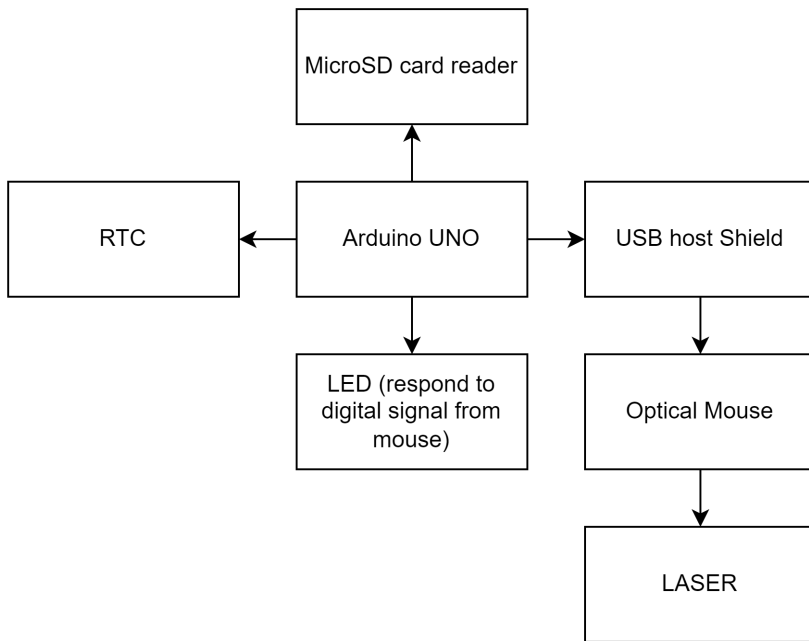 MicroSD card reader
RTC
Arduino UNO
USB host Shield
LED (respond to
digital signal from
mouse)
Optical Mouse
LASER